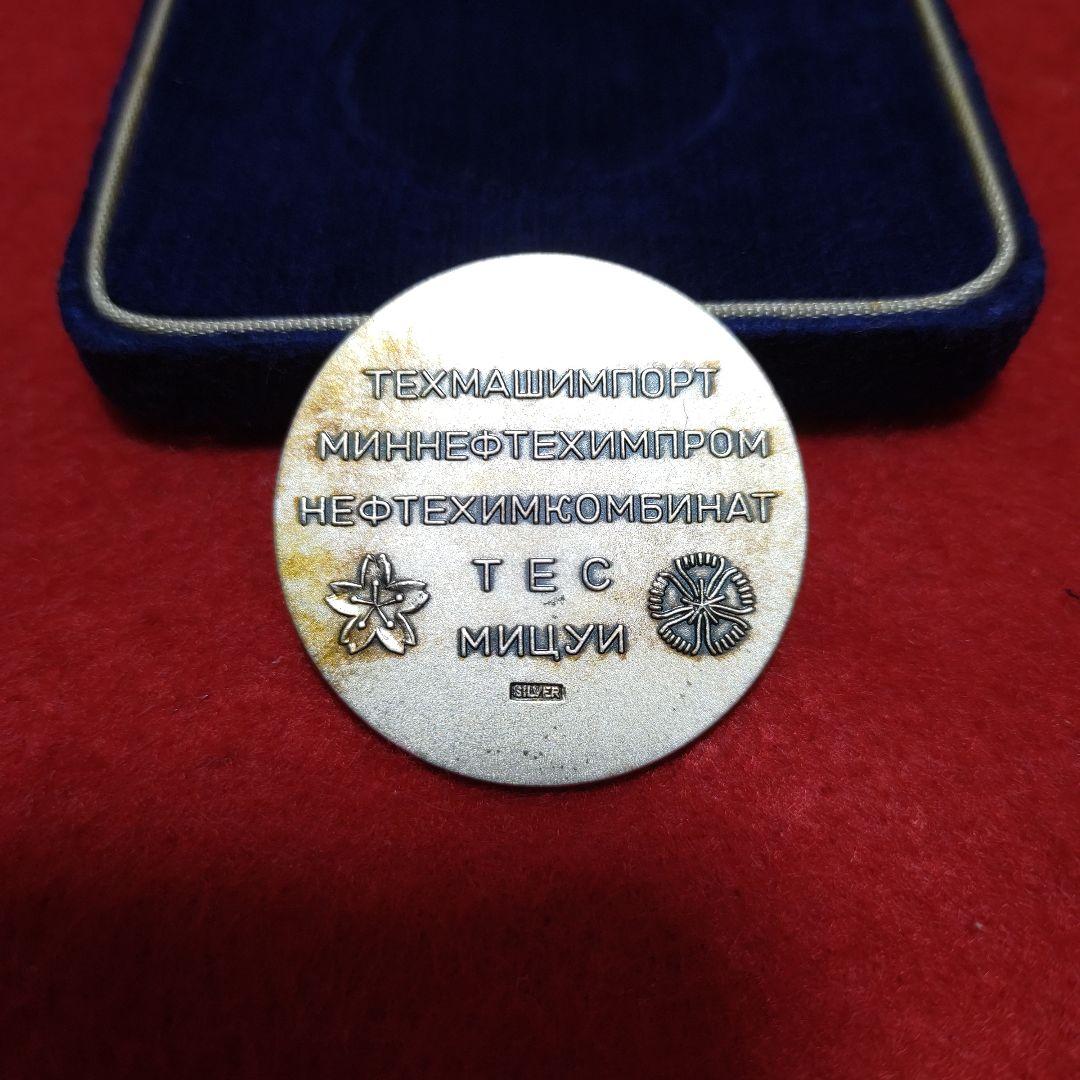 ТЕХМАШИМПОРТ
МИННЕФТЕХИМПРОМ
НЕФТЕХИМКОМБИНАТ
ТЕС
МИЦУИ
SILVER